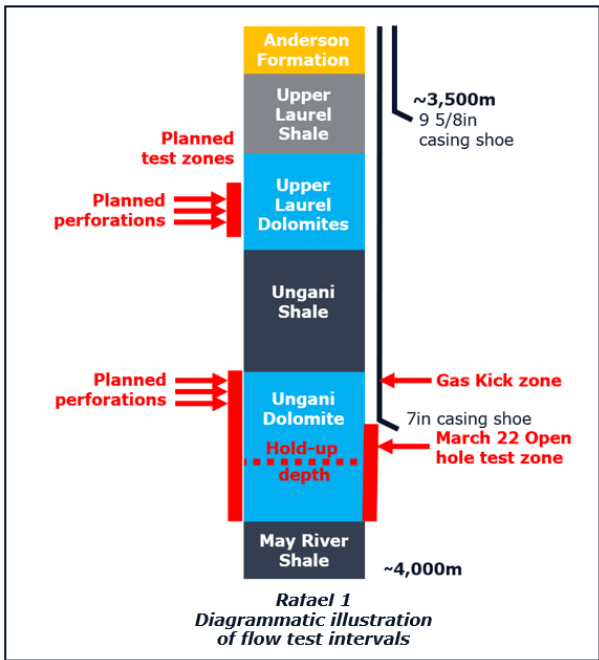 Anderson
Formation
Upper
Laurel
Shale
~3,500m
9 5/8in
casing shoe
Planned
test zones
Planned
perforations
Upper
Laurel
Dolomites
Ungani
Shale
Planned
perforations
Gas Kick zone
Ungani
Dolomite
7in casing shoe
March 22 Open
hole test zone
Hold-up
depth
May River
Shale
~4,000m
Rafael 1
Diagrammatic illustration
of flow test intervals